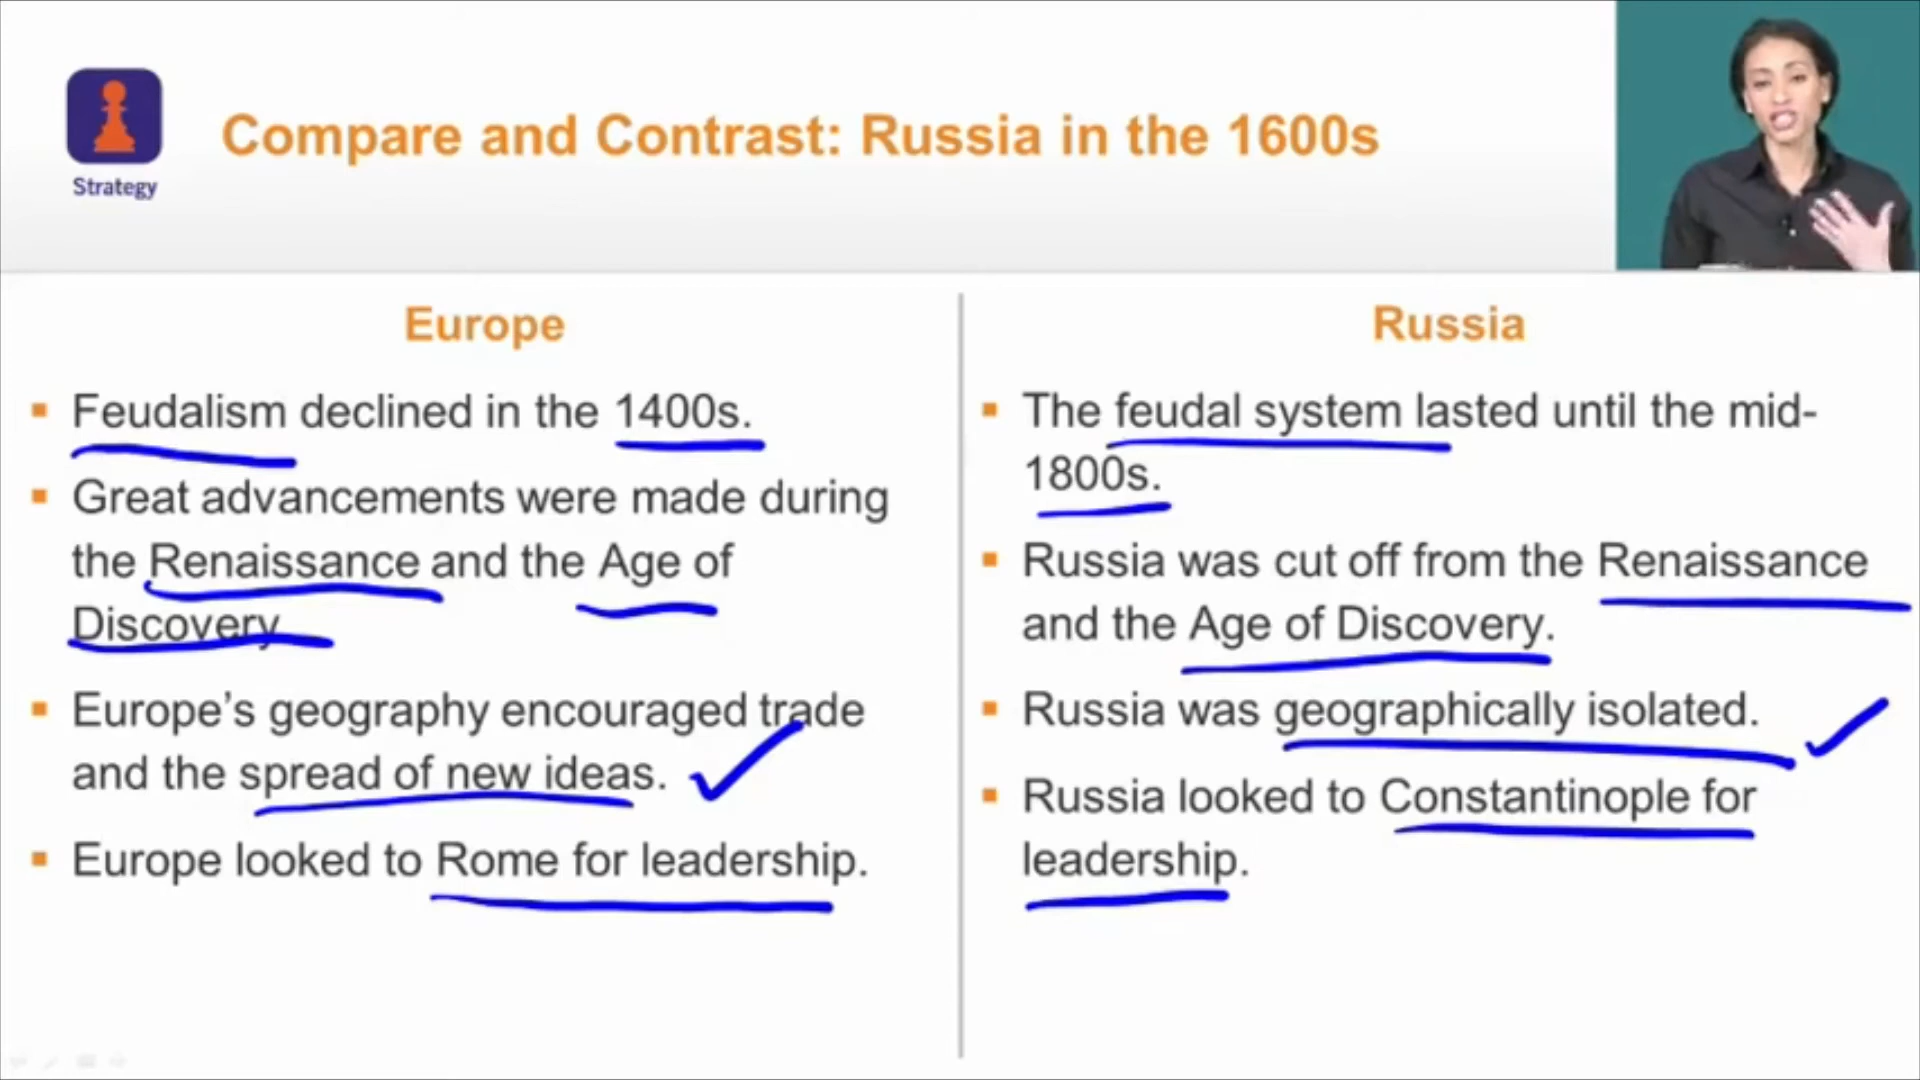 Strategy
Compare and Contrast: Russia in the 1600s
Europe
▪ Feudalism declined in the 1400s.
▪ Great advancements were made during
the Renaissance and the Age of
Discovery
▪ Europe's geography encouraged trade
and the spread of new ideas.
▪ Europe looked to Rome for leadership.
Russia
▪ The feudal system lasted until the mid-
1800s.
▪ Russia was cut off from the Renaissance
and the Age of Discovery.
▪ Russia was geographically isolated.
▪ Russia looked to Constantinople for
leadership.